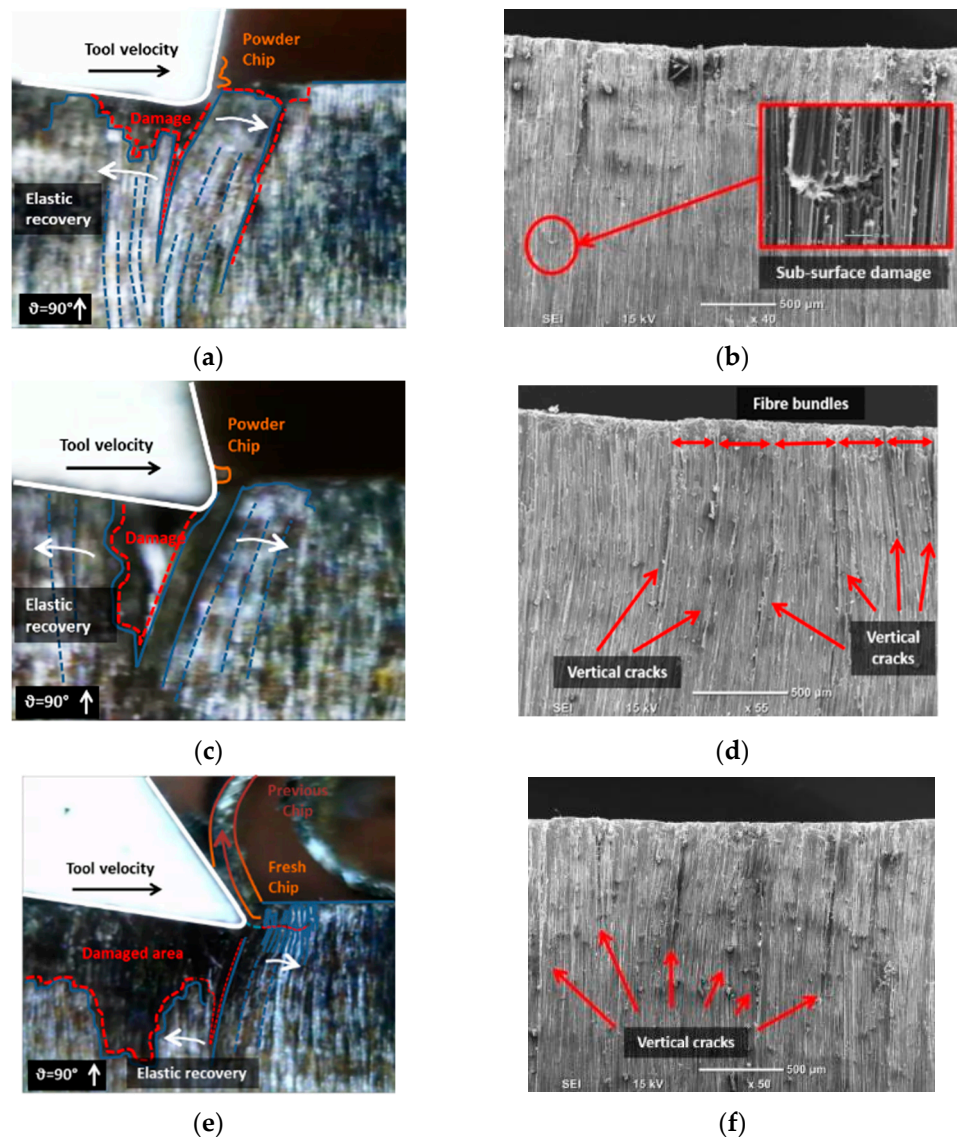 Tool velocity
Powder
Chip
Damage
Elastic
recovery
ϑ=90°
(a)
Sub-surface damage
500 µm
SEI 15 kV x 40
(b)
Tool velocity
Powder
Chip
Damage
Elastic
recovery
ϑ=90°
(c)
Fibre bundles
Vertical cracks
Vertical
cracks
500 µm
SEI 15 kV x 55
(d)
Previous
Chip
Tool velocity
Fresh
Chip
Damaged area
ϑ=90°
Elastic recovery
(e)
Vertical cracks
500 µm
SEI 15 kV x 50
(f)